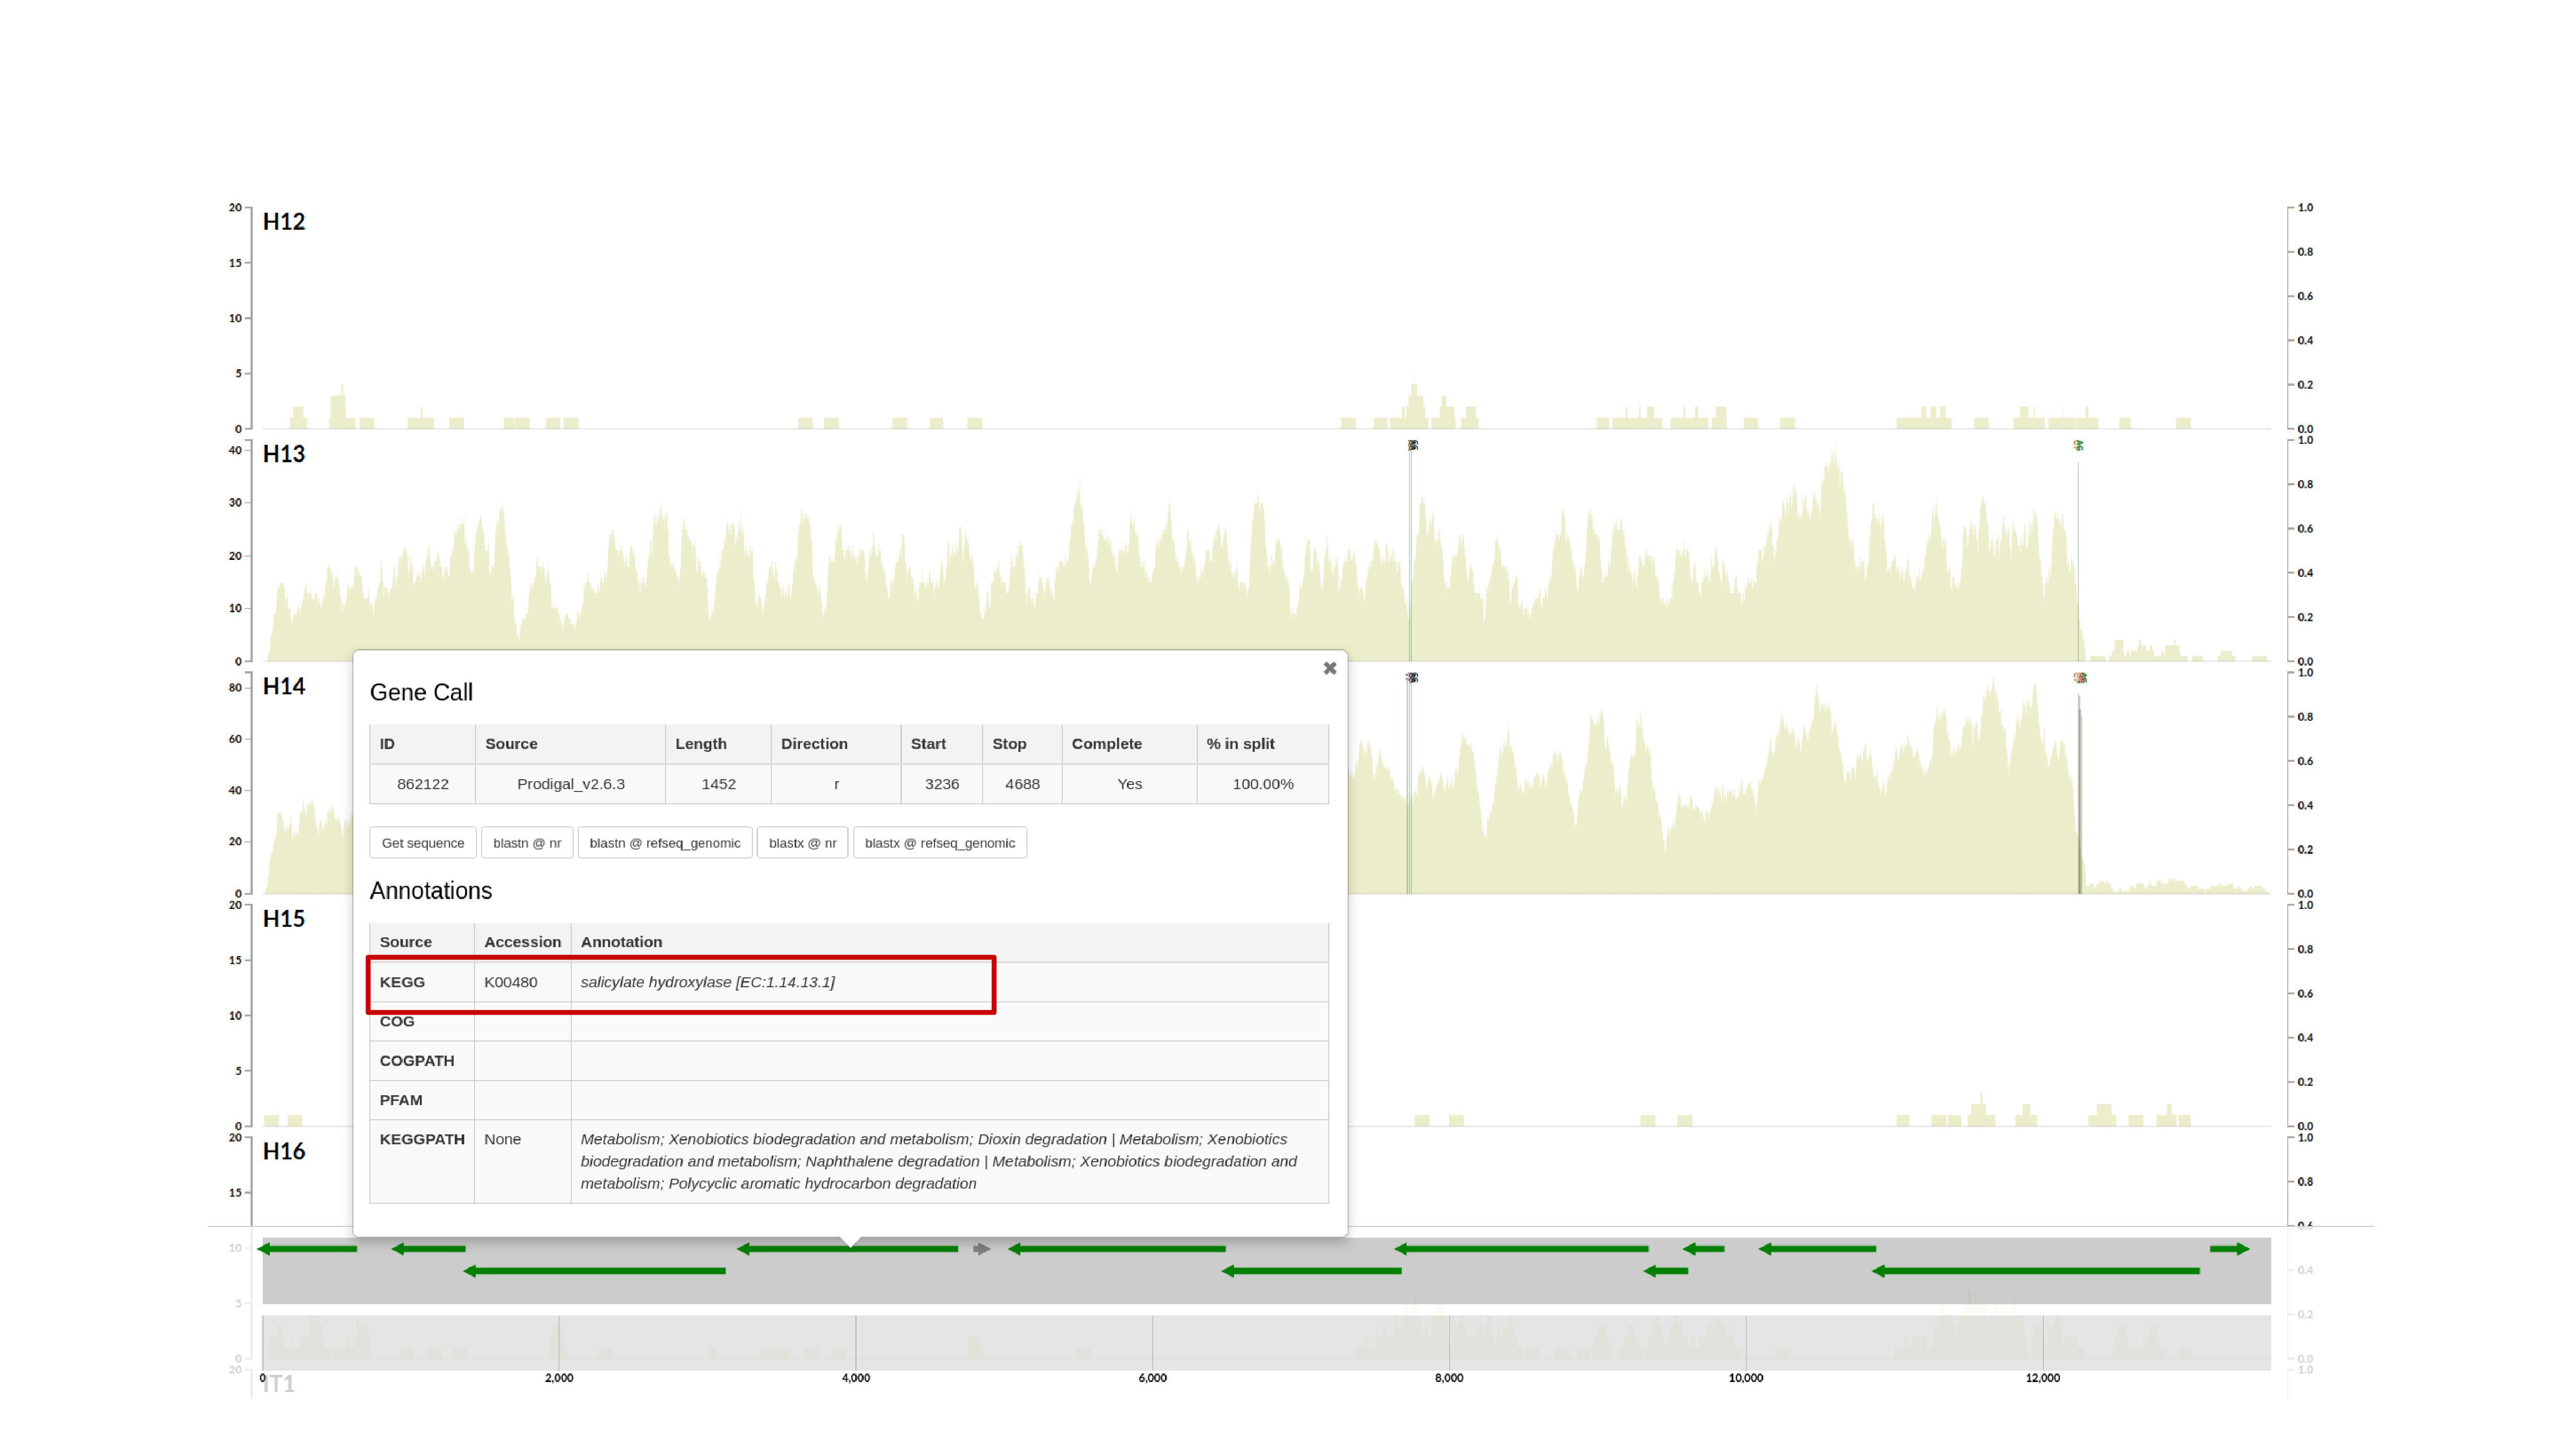 20
H12
1.0
15
0.8
0.6
10
0.4
5
0.2
0
0.0
40
H13
AG
1.0
30
0.8
0.6
20
0.4
10
0.2
0
0.0
80
H14
1.0
60
0.8
0.6
40
0.4
20
0.2
0
0.0
20
H15
1.0
15
0.8
0.6
10
0.4
5
0.2
0
0.0
20
H16
1.0
15
0.8
0.6
10
0.4
5
0.2
0
0.0
20
IT1
1.0
✖
Gene Call
ID Source Length Direction Start Stop Complete % in split
862122 Prodigal_v2.6.3 1452 r 3236 4688 Yes 100.00%
Get sequence blastn @ nr blastn @ refseq_genomic blastx @ nr blastx @ refseq_genomic
Annotations
Source Accession Annotation
KEGG K00480 salicylate hydroxylase [EC:1.14.13.1]
COG
COGPATH
PFAM
KEGGPATH None Metabolism; Xenobiotics biodegradation and metabolism; Dioxin degradation | Metabolism; Xenobiotics
biodegradation and metabolism; Naphthalene degradation | Metabolism; Xenobiotics biodegradation and
metabolism; Polycyclic aromatic hydrocarbon degradation
0 2,000 4,000 6,000 8,000 10,000 12,000